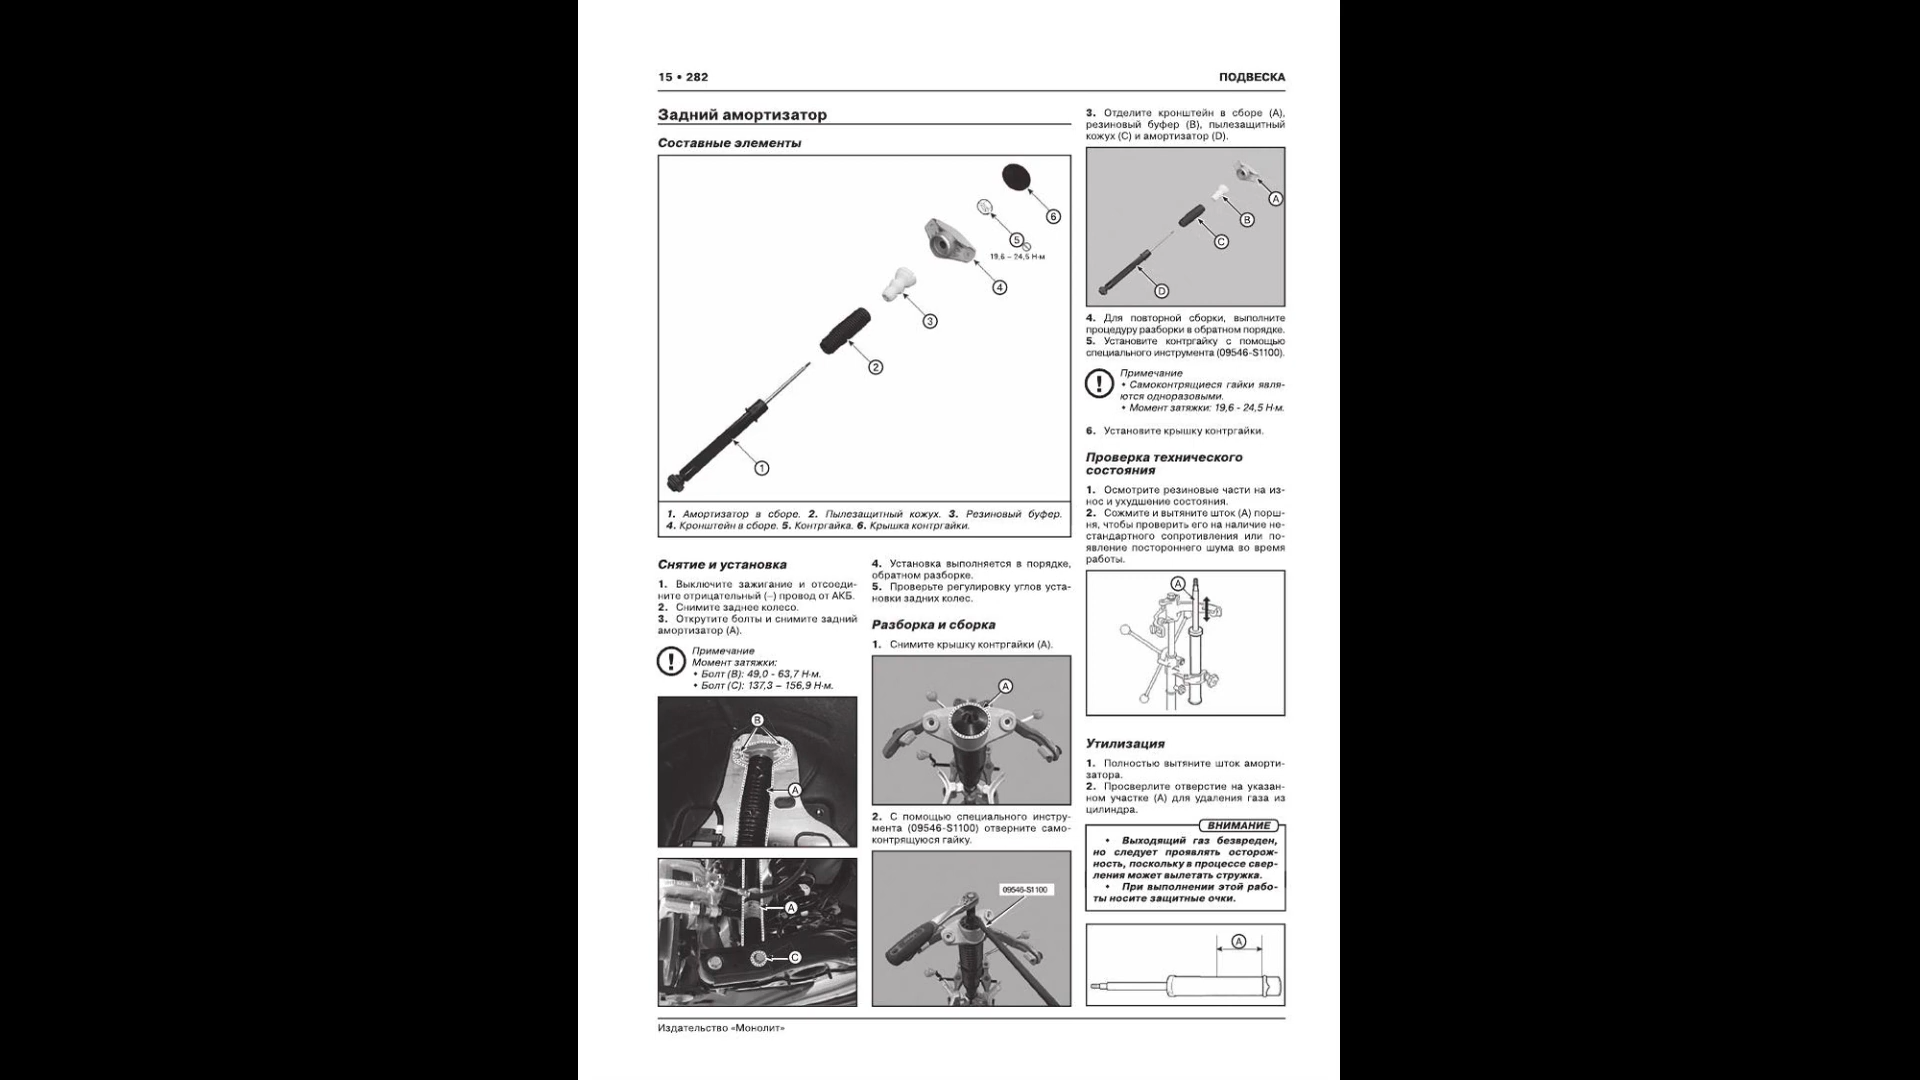 15 • 282
ПОДВЕСКА
Задний амортизатор
Составные элементы
6
5
19,6 – 24,5 Н·м
4
3
2
1
1. Амортизатор в сборе. 2. Пылезащитный кожух. 3. Резиновый буфер.
4. Кронштейн в сборе. 5. Контргайка. 6. Крышка контргайки.
Снятие и установка
1. Выключите зажигание и отсоеди-
ните отрицательный (–) провод от АКБ.
2. Снимите заднее колесо.
3. Открутите болты и снимите задний
амортизатор (А).
Примечание
Момент затяжки:
• Болт (В): 49,0 - 63,7 Н·м.
• Болт (С): 137,3 – 156,9 Н·м.
B
A
A
C
4. Установка выполняется в порядке,
обратном разборке.
5. Проверьте регулировку углов уста-
новки задних колес.
Разборка и сборка
1. Снимите крышку контргайки (А).
A
2. С помощью специального инстру-
мента (09546-S1100) отверните само-
контрящуюся гайку.
09546-S1100
3. Отделите кронштейн в сборе (А),
резиновый буфер (В), пылезащитный
кожух (С) и амортизатор (D).
A
B
C
D
4. Для повторной сборки, выполните
процедуру разборки в обратном порядке.
5. Установите контргайку с помощью
специального инструмента (09546-S1100).
Примечание
• Самоконтрящиеся гайки явля-
ются одноразовыми.
• Момент затяжки: 19,6 - 24,5 Н·м.
6. Установите крышку контргайки.
Проверка технического
состояния
1. Осмотрите резиновые части на из-
нос и ухудшение состояния.
2. Сожмите и вытяните шток (А) порш-
ня, чтобы проверить его на наличие не-
стандартного сопротивления или по-
явление постороннего шума во время
работы.
A
Утилизация
1. Полностью вытяните шток аморти-
затора.
2. Просверлите отверстие на указан-
ном участке (А) для удаления газа из
цилиндра.
ВНИМАНИЕ
• Выходящий газ безвреден,
но следует проявлять осторож-
ность, поскольку в процессе свер-
ления может вылетать стружка.
• При выполнении этой рабо-
ты носите защитные очки.
A
Издательство «Монолит»